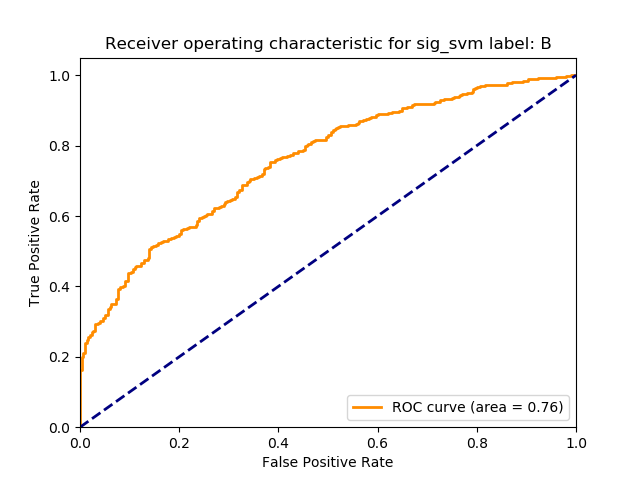 Receiver operating characteristic for sig_svm label: B
True Positive Rate
1.0
0.8
0.6
0.4
0.2
0.0
ROC curve (area = 0.76)
0.0 0.2 0.4 0.6 0.8 1.0
False Positive Rate